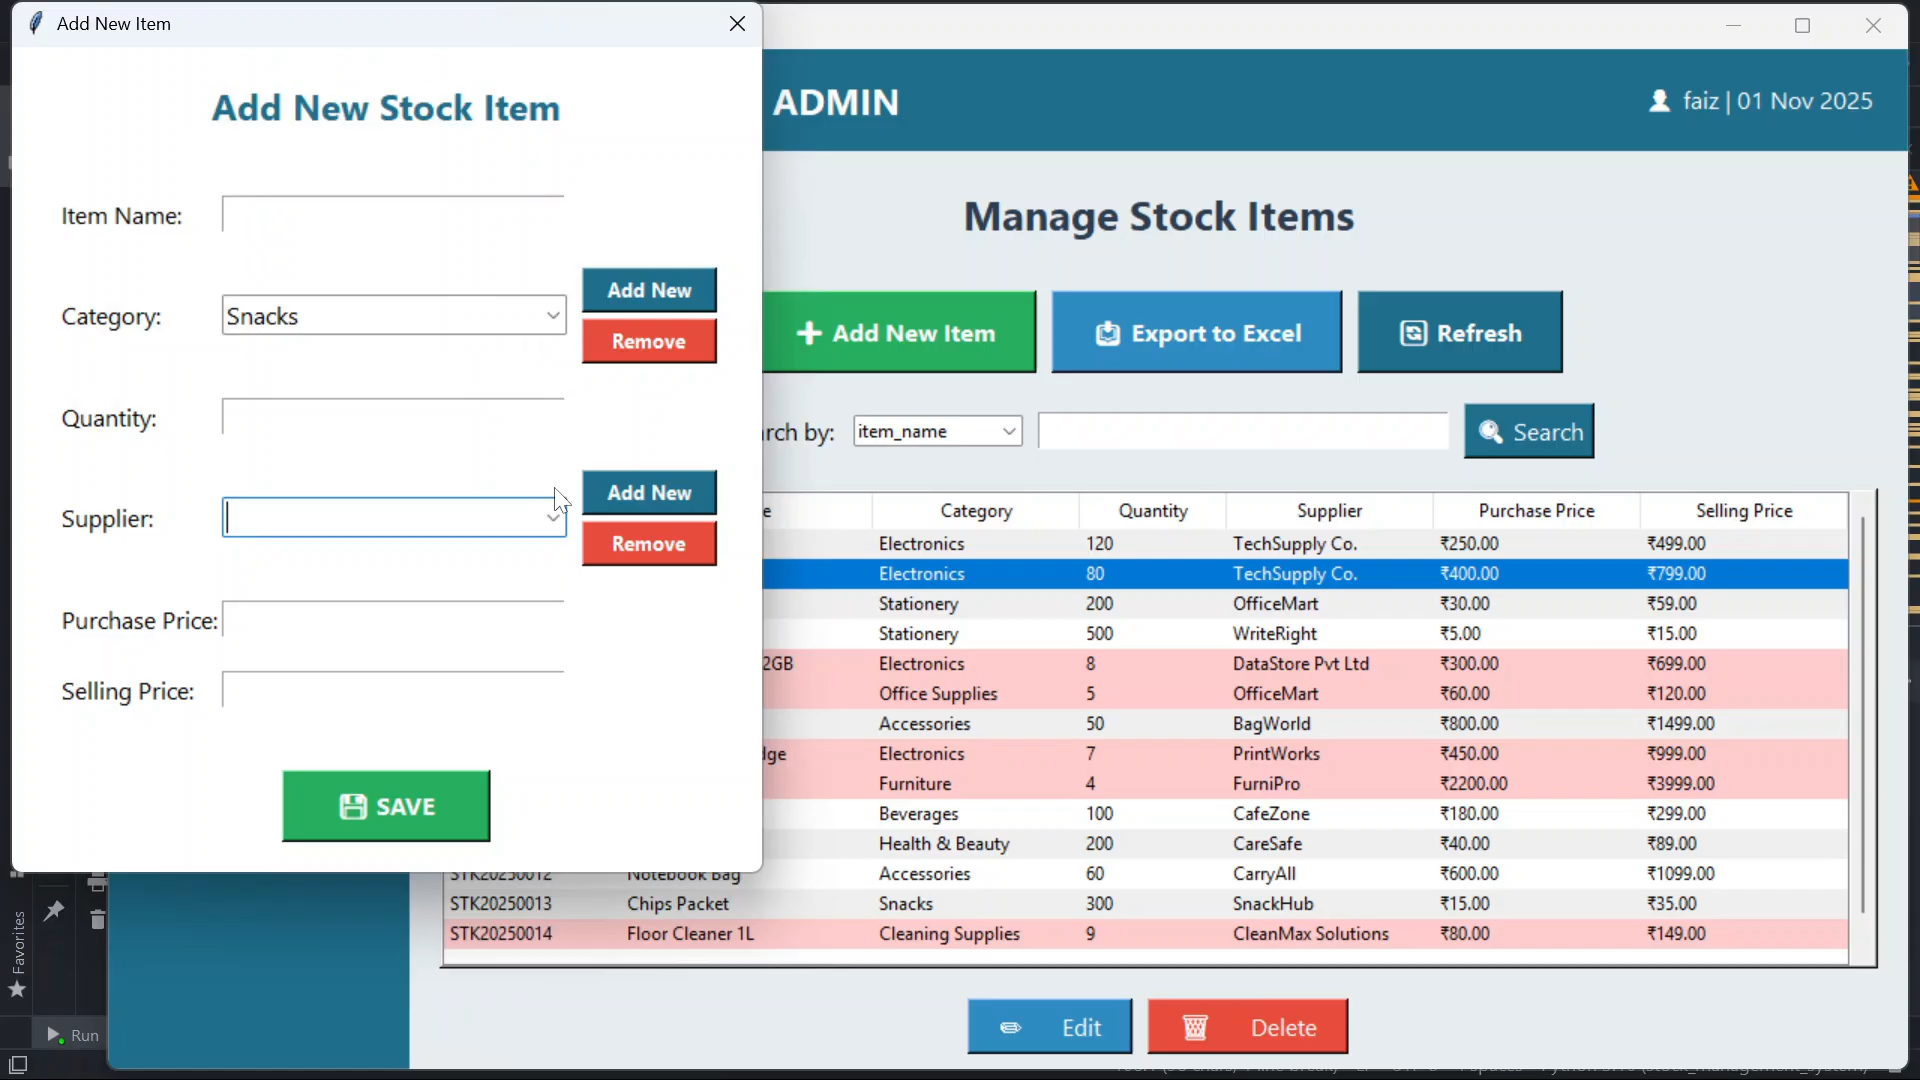 Add New Item
Add New Stock Item
Item Name:
Category:
Snacks
Add New
Remove
Quantity:
Supplier:
Add New
Remove
Purchase Price:
Selling Price:
SAVE
ADMIN
faiz | 01 Nov 2025
Manage Stock Items
Add New Item
Export to Excel
Refresh
rch by:
item_name
Search
e Category Quantity Supplier Purchase Price Selling Price
Electronics 120 TechSupply Co. ₹250.00 ₹499.00
Electronics 80 TechSupply Co. ₹400.00 ₹799.00
Stationery 200 OfficeMart ₹30.00 ₹59.00
Stationery 500 WriteRight ₹5.00 ₹15.00
2GB Electronics 8 DataStore Pvt Ltd ₹300.00 ₹699.00
Office Supplies 5 OfficeMart ₹60.00 ₹120.00
Accessories 50 BagWorld ₹800.00 ₹1499.00
dge Electronics 7 PrintWorks ₹450.00 ₹999.00
Furniture 4 FurniPro ₹2200.00 ₹3999.00
Beverages 100 CafeZone ₹180.00 ₹299.00
Health & Beauty 200 CareSafe ₹40.00 ₹89.00
STK20250012 Notebook Bag Accessories 60 CarryAll ₹600.00 ₹1099.00
STK20250013 Chips Packet Snacks 300 SnackHub ₹15.00 ₹35.00
STK20250014 Floor Cleaner 1L Cleaning Supplies 9 CleanMax Solutions ₹80.00 ₹149.00
Edit
Delete
Favorites
Run